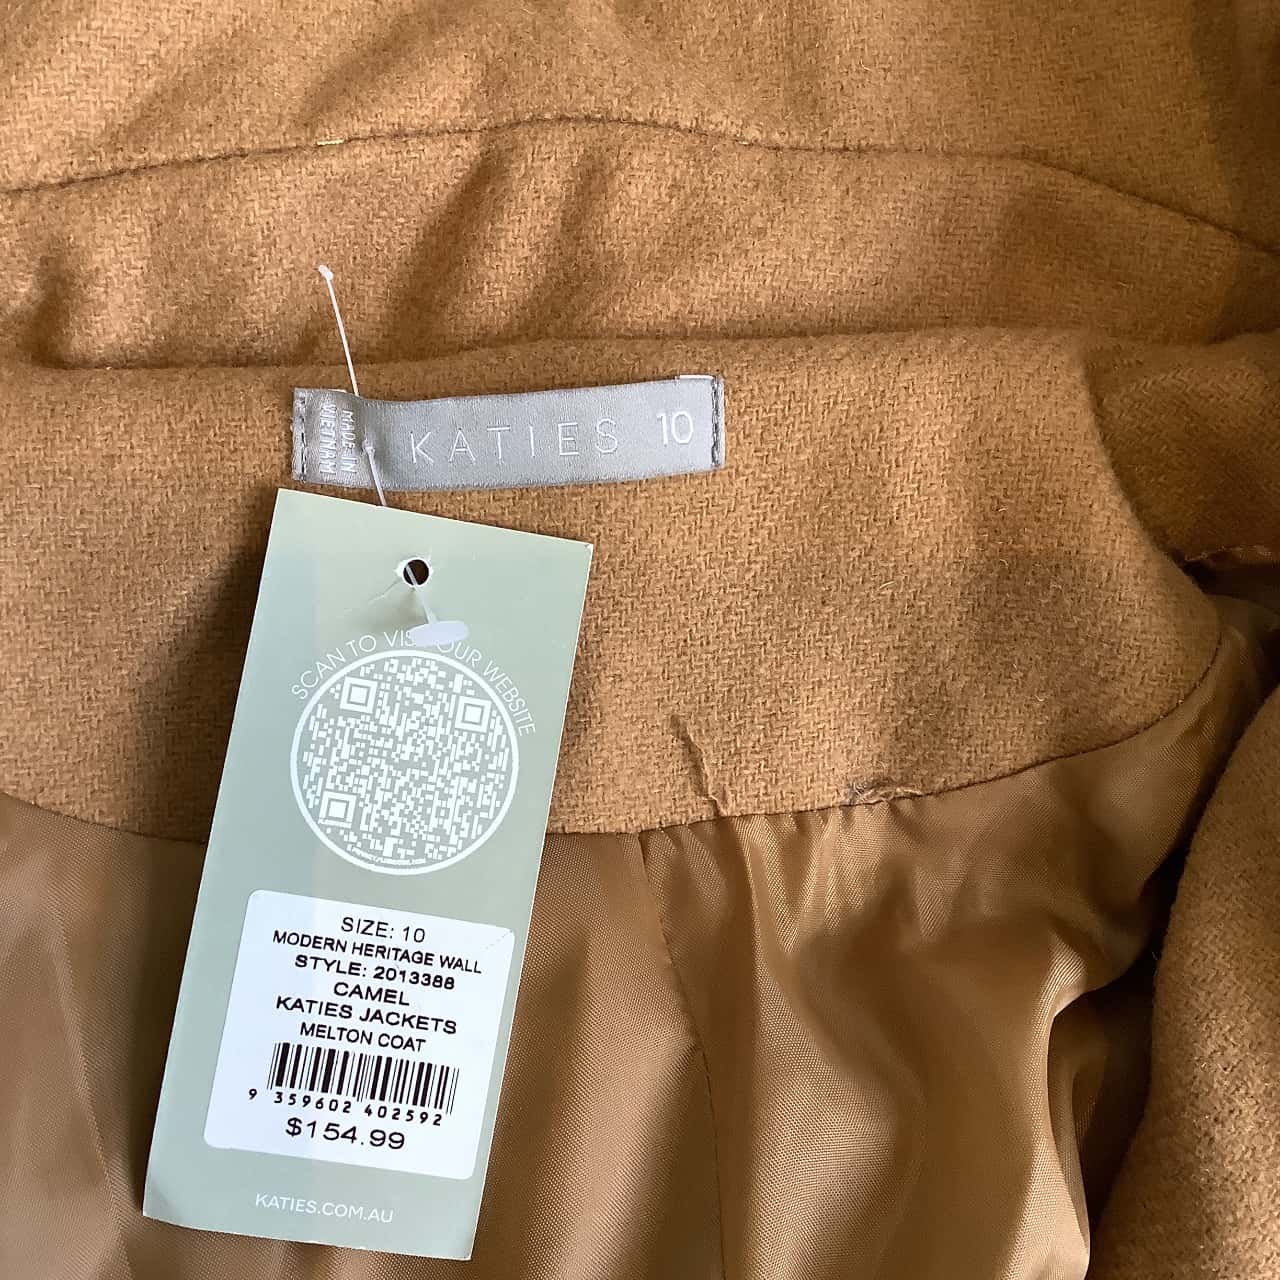 MADE IN
VIETNAM
KATIES
10
SCAN TO VISIT OUR WEBSITE
SIZE: 10
MODERN HERITAGE WALL
STYLE: 2013388
CAMEL
KATIES JACKETS
MELTON COAT
9 359602 402592
$154.99
KATIES.COM.AU